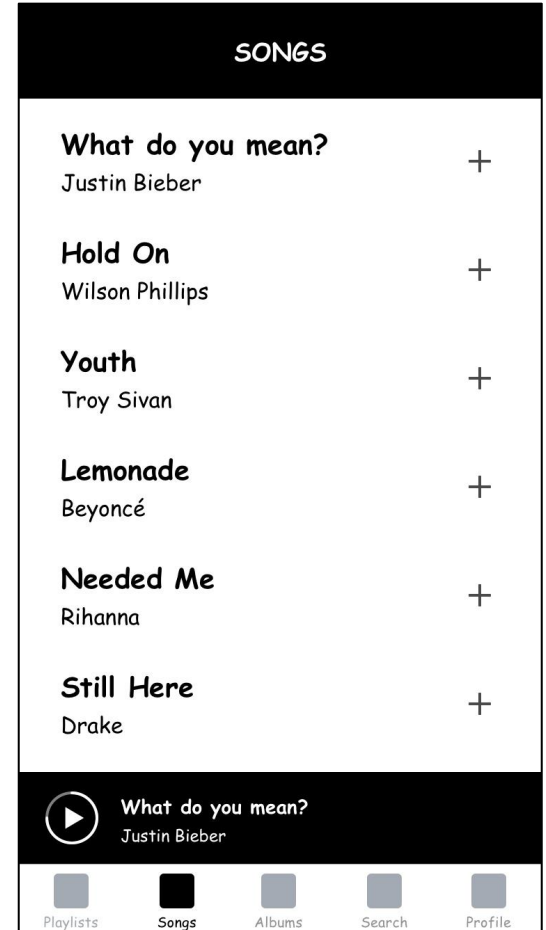 SONGS
What do you mean?
Justin Bieber
Hold On
Wilson Phillips
Youth
Troy Sivan
Lemonade
Beyoncé
Needed Me
Rihanna
Still Here
Drake
What do you mean?
Justin Bieber
Playlists Songs Albums Search Profile